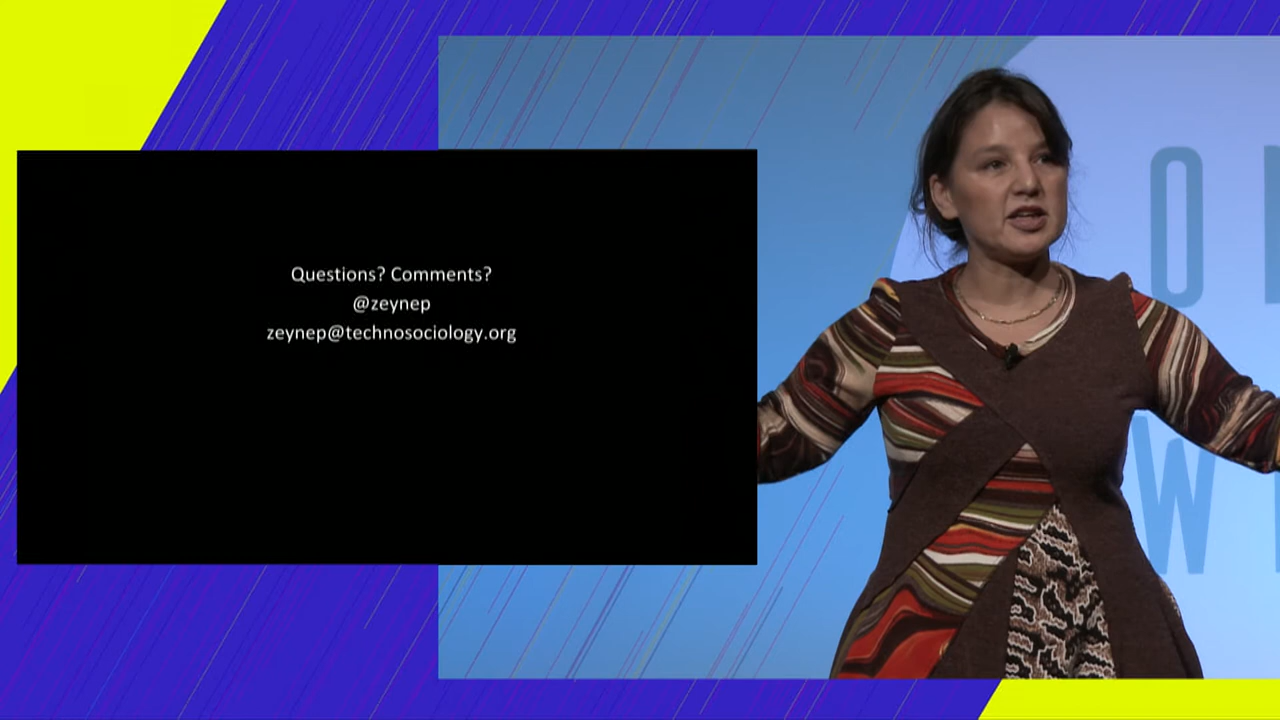 Questions? Comments?
@zeynep
zeynep@technosociology.org
O
W